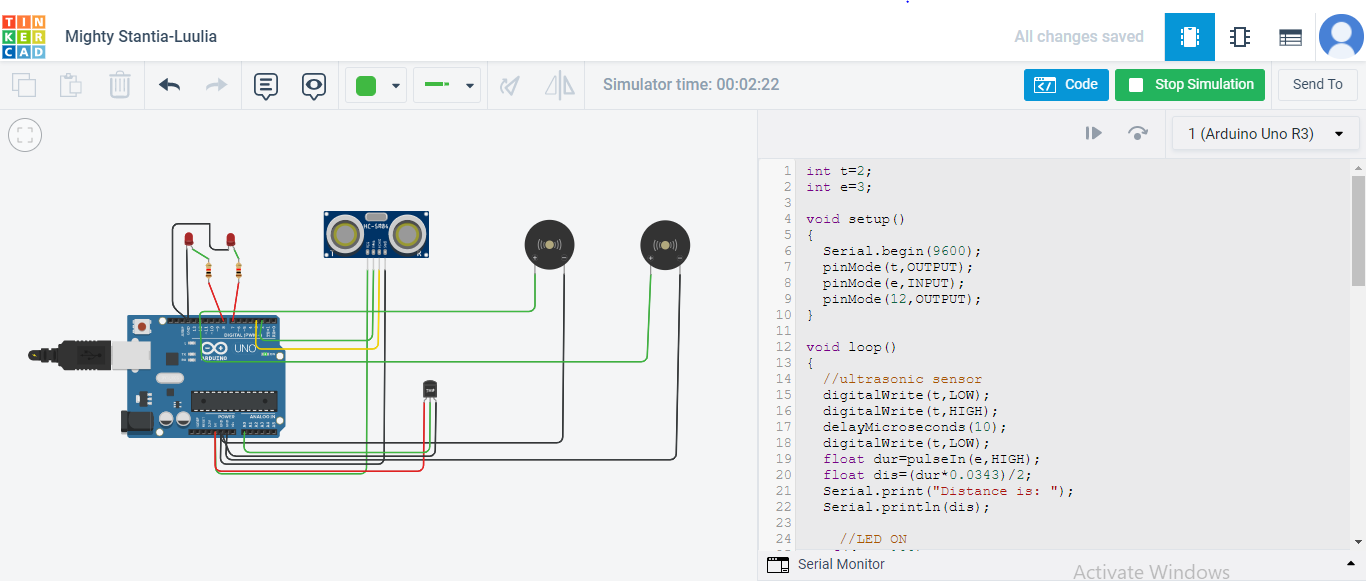 TINKERCAD
Mighty Stantia-Luulia
All changes saved
Simulator time: 00:02:22
Code
Stop Simulation
Send To
1 (Arduino Uno R3)
HC-SR04
DIGITAL (PWM~)
UNO
ARDUINO
POWER
ANALOG IN
TMP
1 int t=2;
2 int e=3;
3
4 void setup()
5 {
6 Serial.begin(9600);
7 pinMode(t,OUTPUT);
8 pinMode(e,INPUT);
9 pinMode(12,OUTPUT);
10 }
11
12 void loop()
13 {
14 //ultrasonic sensor
15 digitalWrite(t,LOW);
16 digitalWrite(t,HIGH);
17 delayMicroseconds(10);
18 digitalWrite(t,LOW);
19 float dur=pulseIn(e,HIGH);
20 float dis=(dur*0.0343)/2;
21 Serial.print("Distance is: ");
22 Serial.println(dis);
23
24 //LED ON
Serial Monitor
Activate Windows